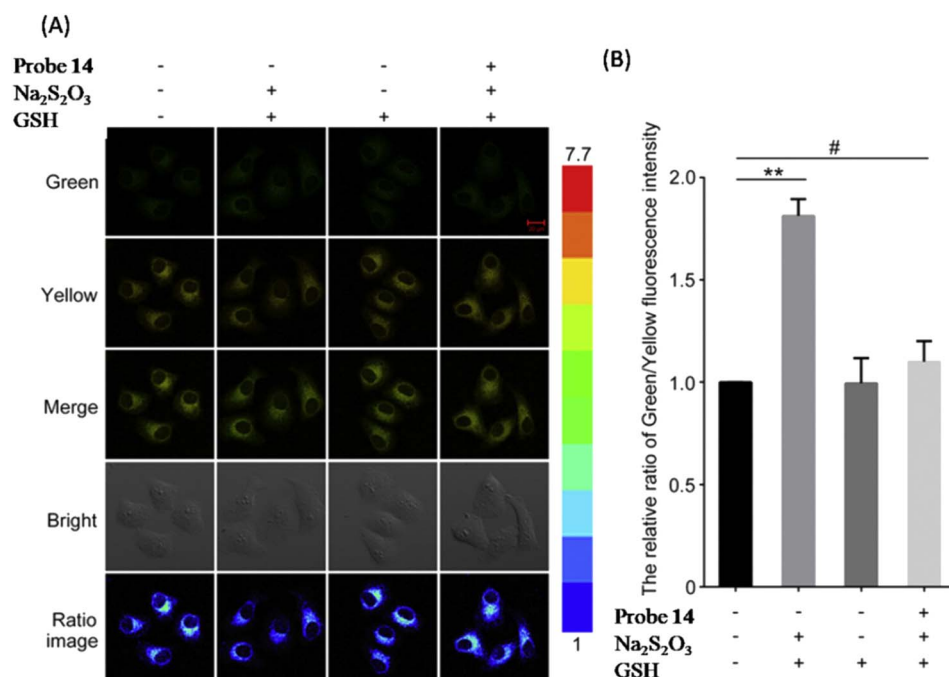 (A)
Probe 14 - - - +
Na₂S₂O₃ - + - +
GSH - + + +
Green
Yellow
Merge
Bright
Ratio
image
7.7
1
(B)
The relative ratio of Green/Yellow fluorescence intensity
#
**
2.0
1.5
1.0
0.5
0
Probe 14 - - - +
Na₂S₂O₃ - + - +
GSH - + + +